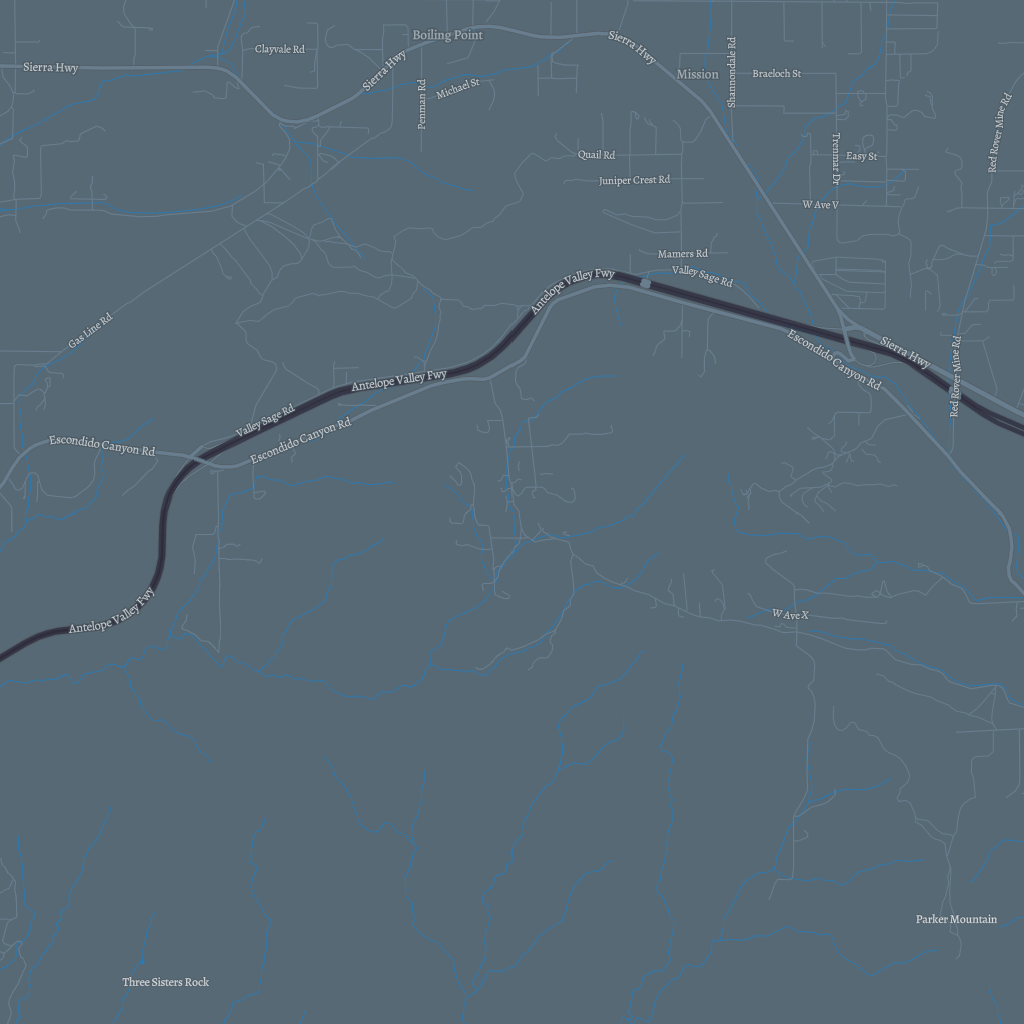 Boiling Point
Sierra Hwy
Clayvale Rd
Sierra Hwy
Sierra Hwy
Mission
Shannondale Rd
Braeloch St
Penman Rd
Michael St
Red Rover Mine Rd
Quail Rd
Trenmar Dr
Easy St
Juniper Crest Rd
W Ave V
Mamers Rd
Valley Sage Rd
Antelope Valley Fwy
Gas Line Rd
Escondido Canyon Rd
Sierra Hwy
Red Rover Mine Rd
Antelope Valley Fwy
Valley Sage Rd
Escondido Canyon Rd
Escondido Canyon Rd
Antelope Valley Fwy
W Ave X
Parker Mountain
Three Sisters Rock